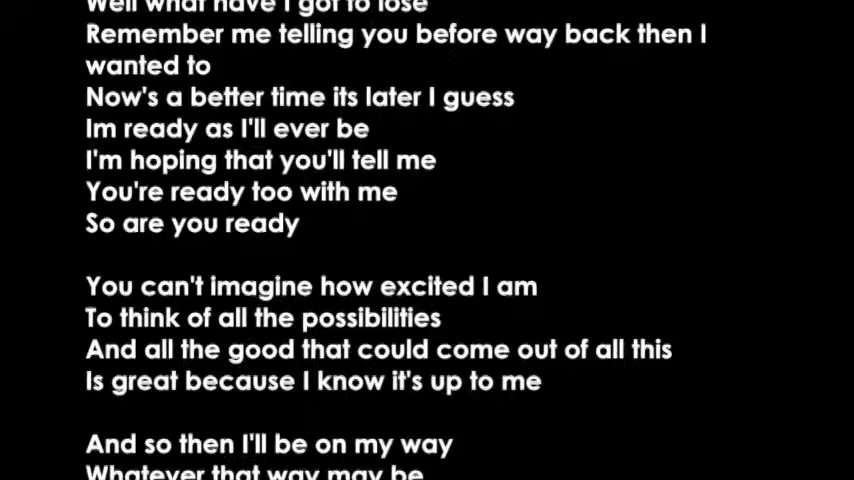 Well what have I got to lose
Remember me telling you before way back then I
wanted to
Now's a better time its later I guess
Im ready as I'll ever be
I'm hoping that you'll tell me
You're ready too with me
So are you ready
You can't imagine how excited I am
To think of all the possibilities
And all the good that could come out of all this
Is great because I know it's up to me
And so then I'll be on my way
Whatever that way may be